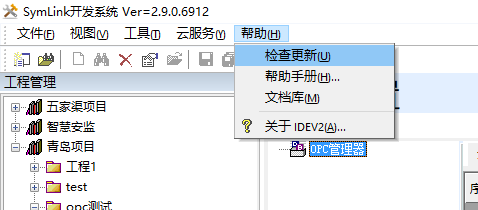 SymLink开发系统 Ver=2.9.0.6912
文件(F) 视图(V) 工具(T) 云服务(Y) 帮助(H)
检查更新(U)
帮助手册(H)...
文档库(M)
关于 IDEV2(A)...
工程管理
五家渠项目
智慧安监
青岛项目
工程1
test
opc测试
OPC管理器